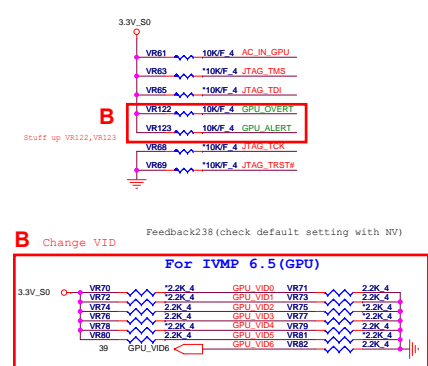 3.3V_S0
VR61 10K/F_4 AC_IN_GPU
VR63 *10K/F_4 JTAG_TMS
VR65 *10K/F_4 JTAG_TDI
VR122 10K/F_4 GPU_OVERT
B
VR123 10K/F_4 GPU_ALERT
Stuff up VR122,VR123
VR68 *10K/F_4 JTAG_TCK
VR69 *10K/F_4 JTAG_TRST#
Feedback238(check default setting with NV)
B Change VID
For IVMP 6.5(GPU)
3.3V_S0
VR70 *2.2K_4 GPU_VID0 VR71 2.2K_4
VR72 *2.2K_4 GPU_VID1 VR73 2.2K_4
VR74 2.2K_4 GPU_VID2 VR75 *2.2K_4
VR76 2.2K_4 GPU_VID3 VR77 *2.2K_4
VR78 *2.2K_4 GPU_VID4 VR79 2.2K_4
VR80 2.2K_4 GPU_VID5 VR81 *2.2K_4
39 GPU_VID6 GPU_VID6 VR82 2.2K_4